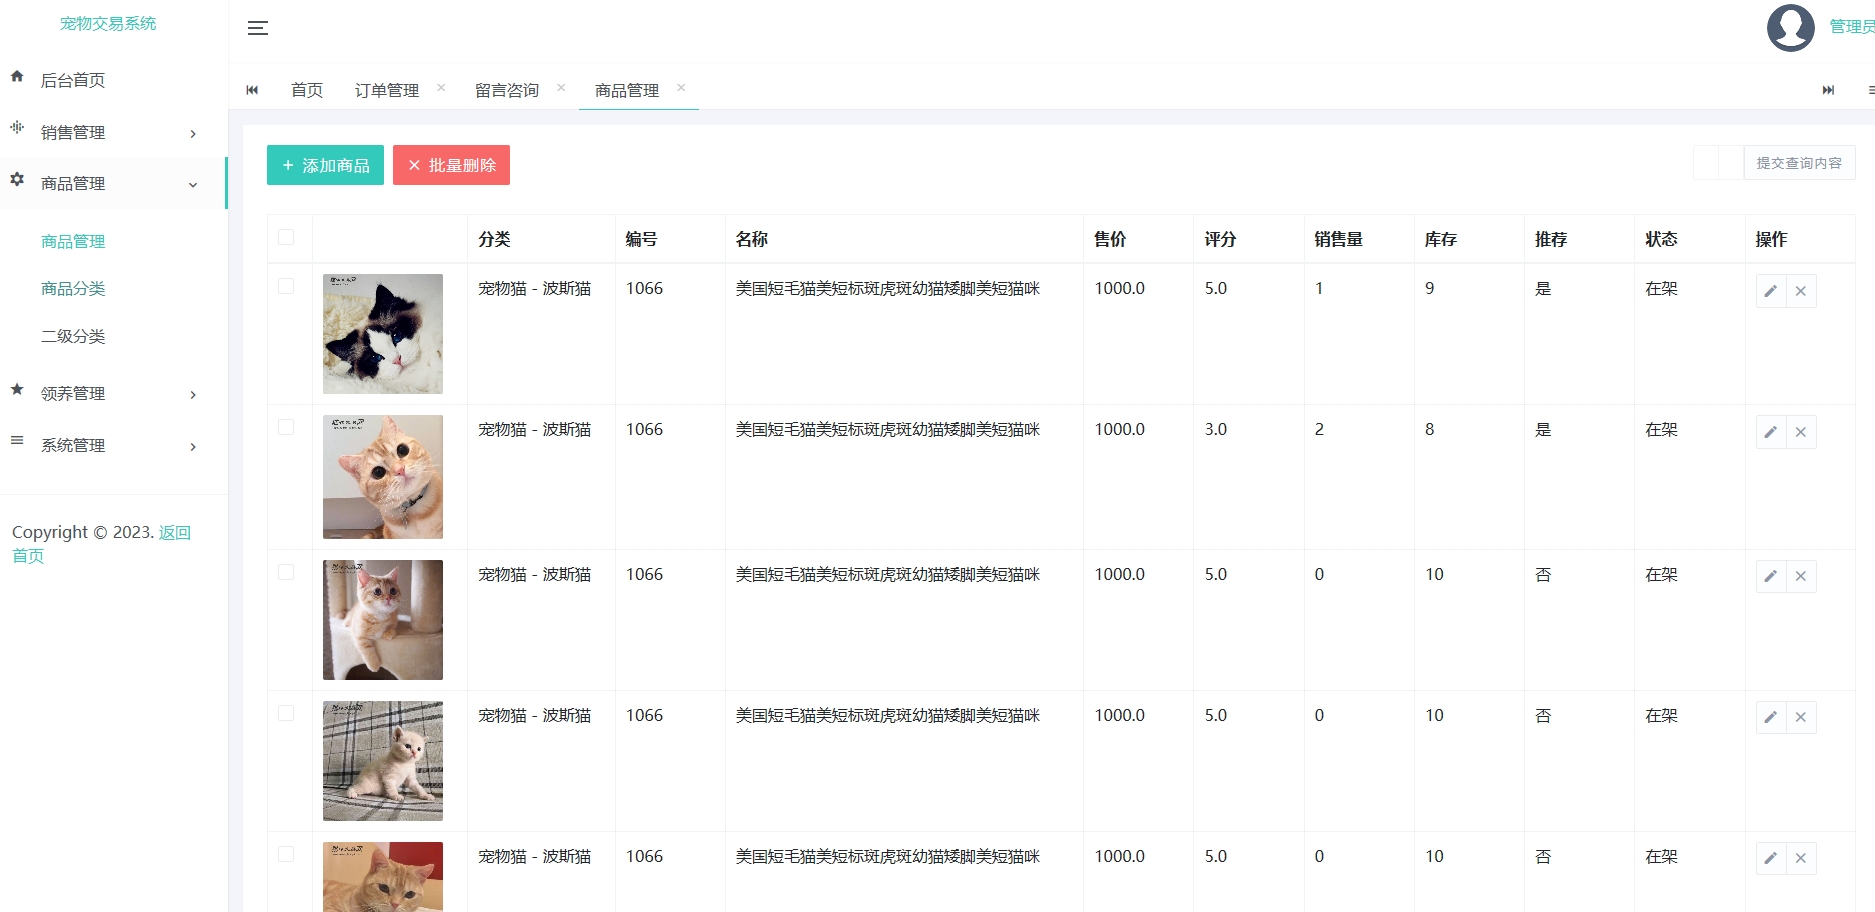 宠物交易系统
管理员
后台首页
销售管理
商品管理
商品管理
商品分类
二级分类
领养管理
系统管理
Copyright © 2023. 返回
首页
首页 订单管理 留言咨询 商品管理
添加商品 批量删除 提交查询内容
分类 编号 名称 售价 评分 销售量 库存 推荐 状态 操作
宠物猫 - 波斯猫 1066 美国短毛猫美短标斑虎斑幼猫矮脚美短猫咪 1000.0 5.0 1 9 是 在架
宠物猫 - 波斯猫 1066 美国短毛猫美短标斑虎斑幼猫矮脚美短猫咪 1000.0 3.0 2 8 是 在架
宠物猫 - 波斯猫 1066 美国短毛猫美短标斑虎斑幼猫矮脚美短猫咪 1000.0 5.0 0 10 否 在架
宠物猫 - 波斯猫 1066 美国短毛猫美短标斑虎斑幼猫矮脚美短猫咪 1000.0 5.0 0 10 否 在架
宠物猫 - 波斯猫 1066 美国短毛猫美短标斑虎斑幼猫矮脚美短猫咪 1000.0 5.0 0 10 否 在架